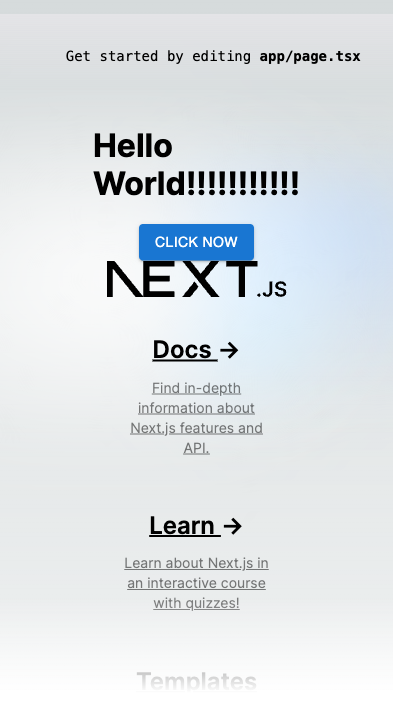 Get started by editing app/page.tsx
Hello
World!!!!!!!!!!!
CLICK NOW
NEXT.JS
Docs ->
Find in-depth
information about
Next.js features and
API.
Learn ->
Learn about Next.js in
an interactive course
with quizzes!
Templates